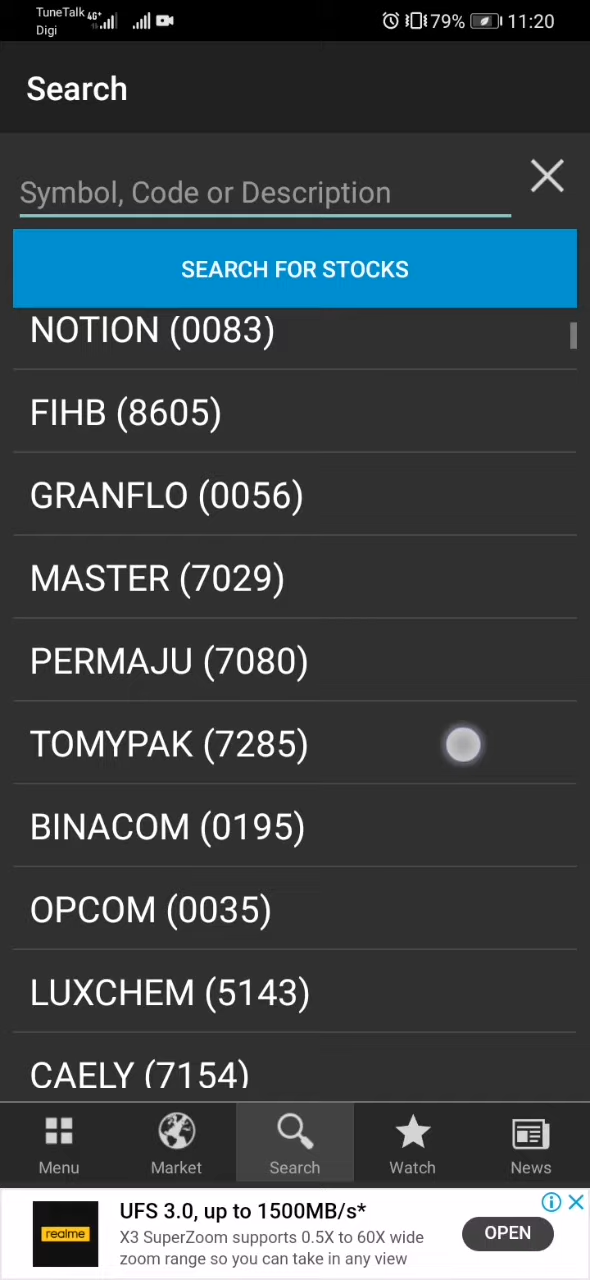 TuneTalk 4G+ 79% 11:20
Digi
Search
Symbol, Code or Description
SEARCH FOR STOCKS
NOTION (0083)
FIHB (8605)
GRANFLO (0056)
MASTER (7029)
PERMAJU (7080)
TOMYPAK (7285)
BINACOM (0195)
OPCOM (0035)
LUXCHEM (5143)
CAELY (7154)
Menu Market Search Watch News
UFS 3.0, up to 1500MB/s*
realme X3 SuperZoom supports 0.5X to 60X wide OPEN
zoom range so you can take in any view